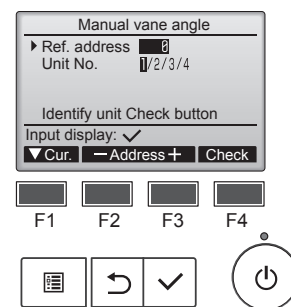 Manual vane angle
Ref. address 0
Unit No. 1/2/3/4
Identify unit Check button
Input display: ✓
▼Cur. −Address+ Check
F1 F2 F3 F4